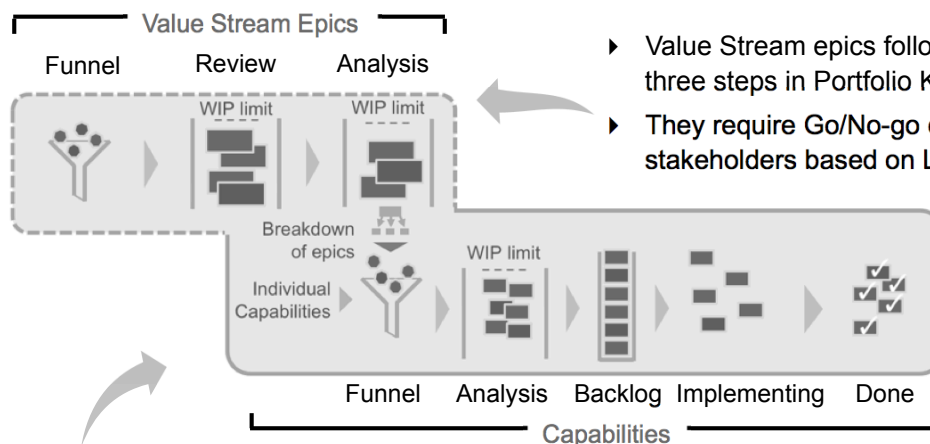 Value Stream Epics
Funnel
Review
Analysis
WIP limit
WIP limit
Value Stream epics
three steps in Portfolio
They require Go/No-go
stakeholders based on
Breakdown
of epics
Individual
Capabilities
WIP limit
Funnel
Analysis
Backlog
Implementing
Done
Capabilities